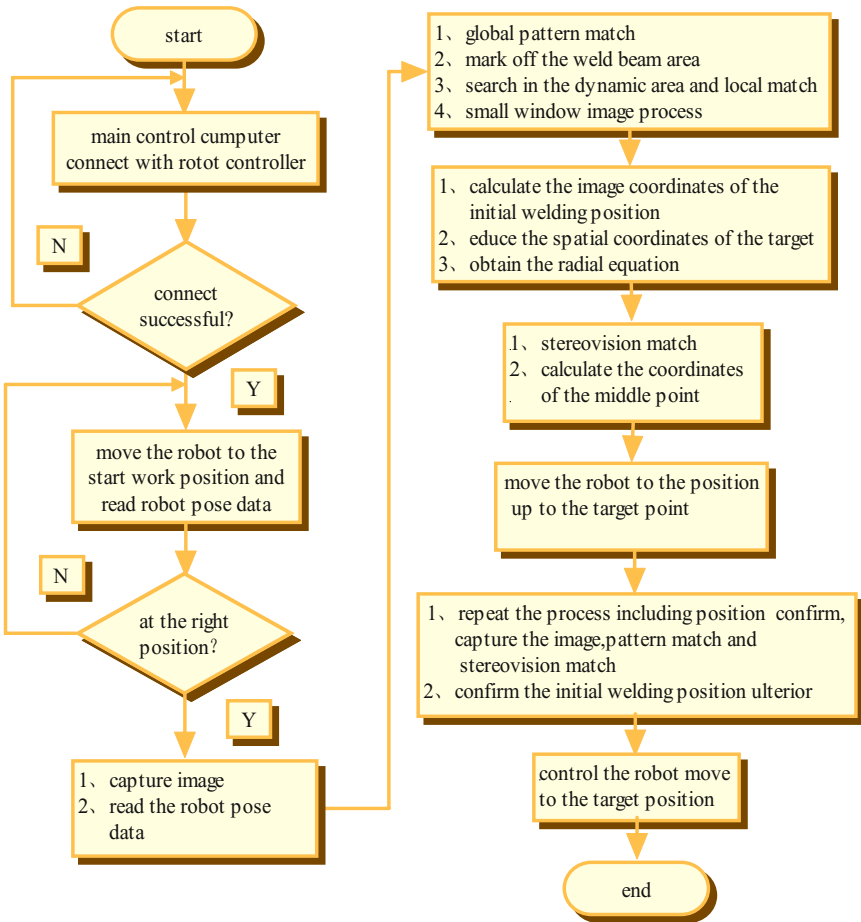 start
main control cumputer
connect with rotot controller
N
connect
successful?
Y
move the robot to the
start work position and
read robot pose data
N
at the right
position?
Y
1、capture image
2、read the robot pose
data
1、global pattern match
2、mark off the weld beam area
3、search in the dynamic area and local match
4、small window image process
1、calculate the image coordinates of the
initial welding position
2、educe the spatial coordinates of the target
3、obtain the radial equation
1、stereovision match
2、calculate the coordinates
of the middle point
move the robot to the position
up to the target point
1、repeat the process including position confirm,
capture the image,pattern match and
stereovision match
2、confirm the initial welding position ulterior
control the robot move
to the target position
end